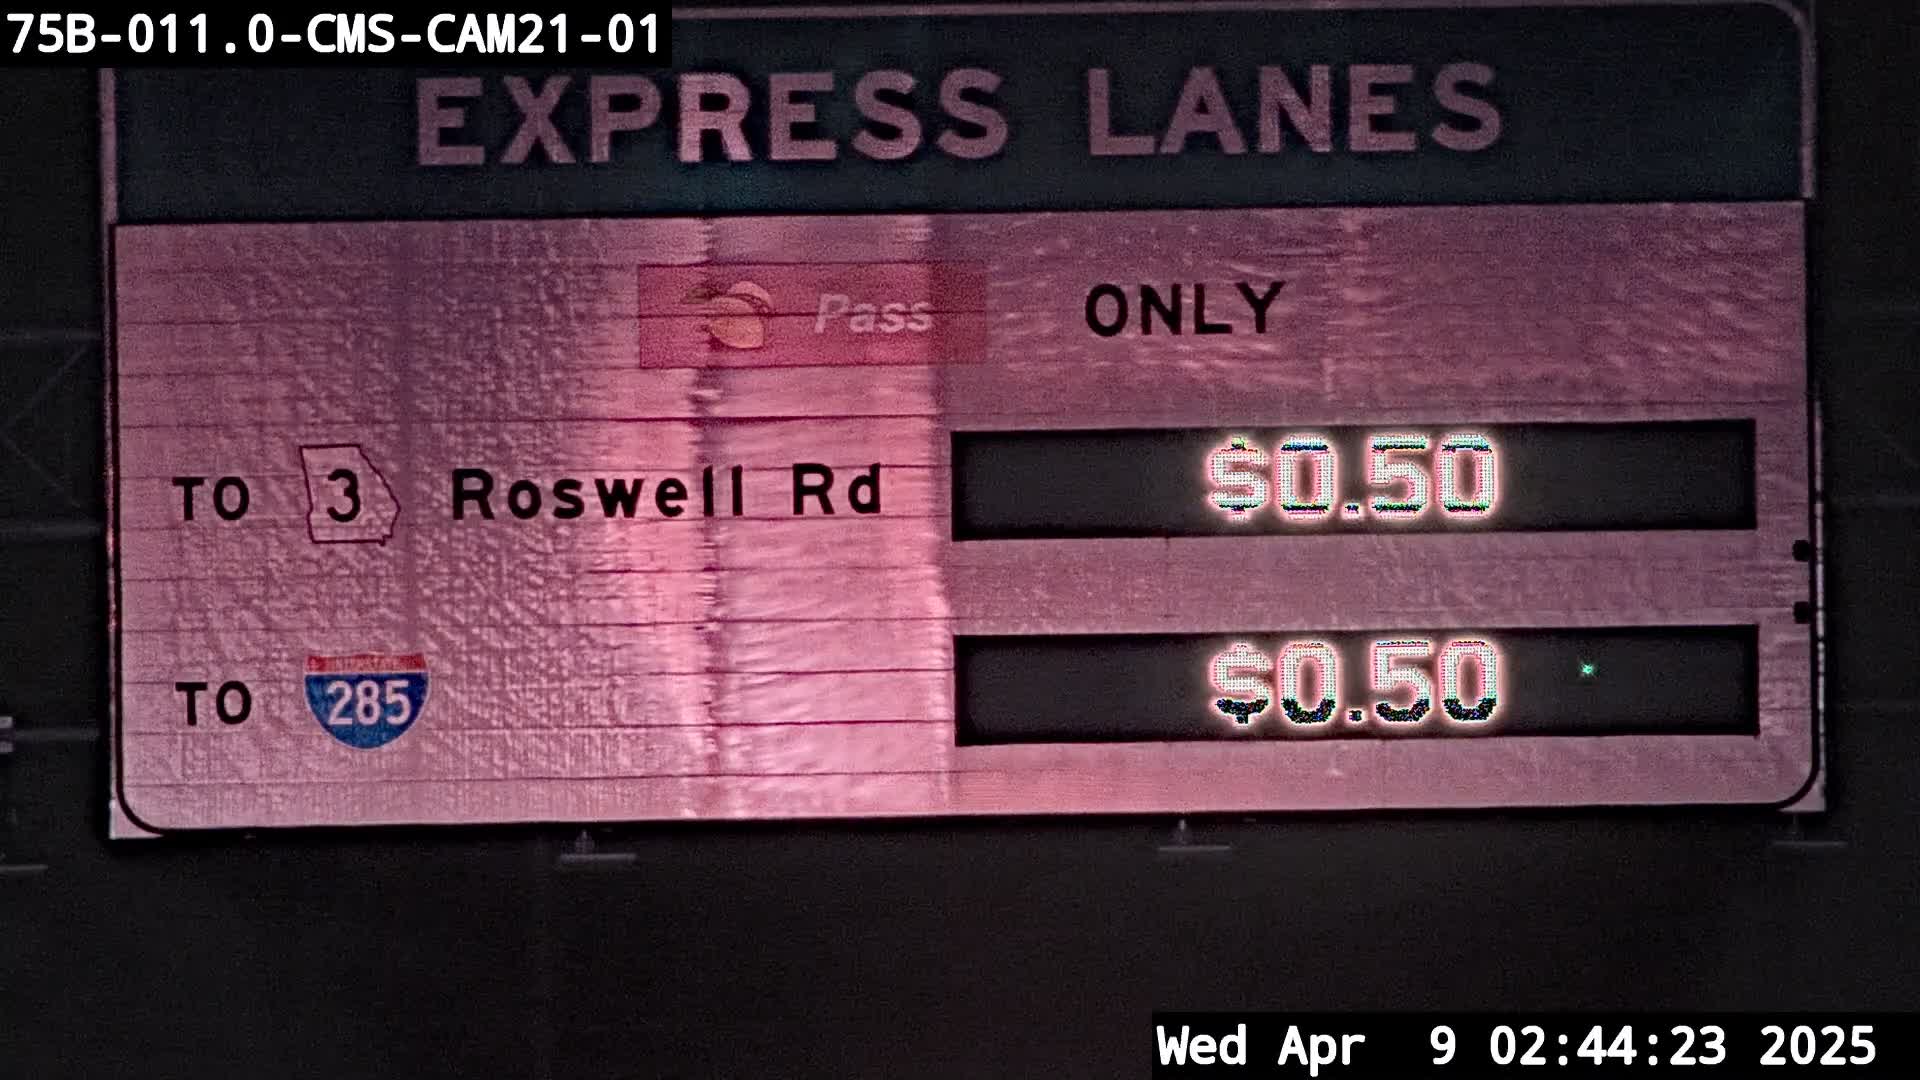 75B-011.0-CMS-CAM21-01
EXPRESS LANES
Pass ONLY
TO 3 Roswell Rd $0.50
INTERSTATE
TO 285 $0.50
Wed Apr 9 02:44:23 2025